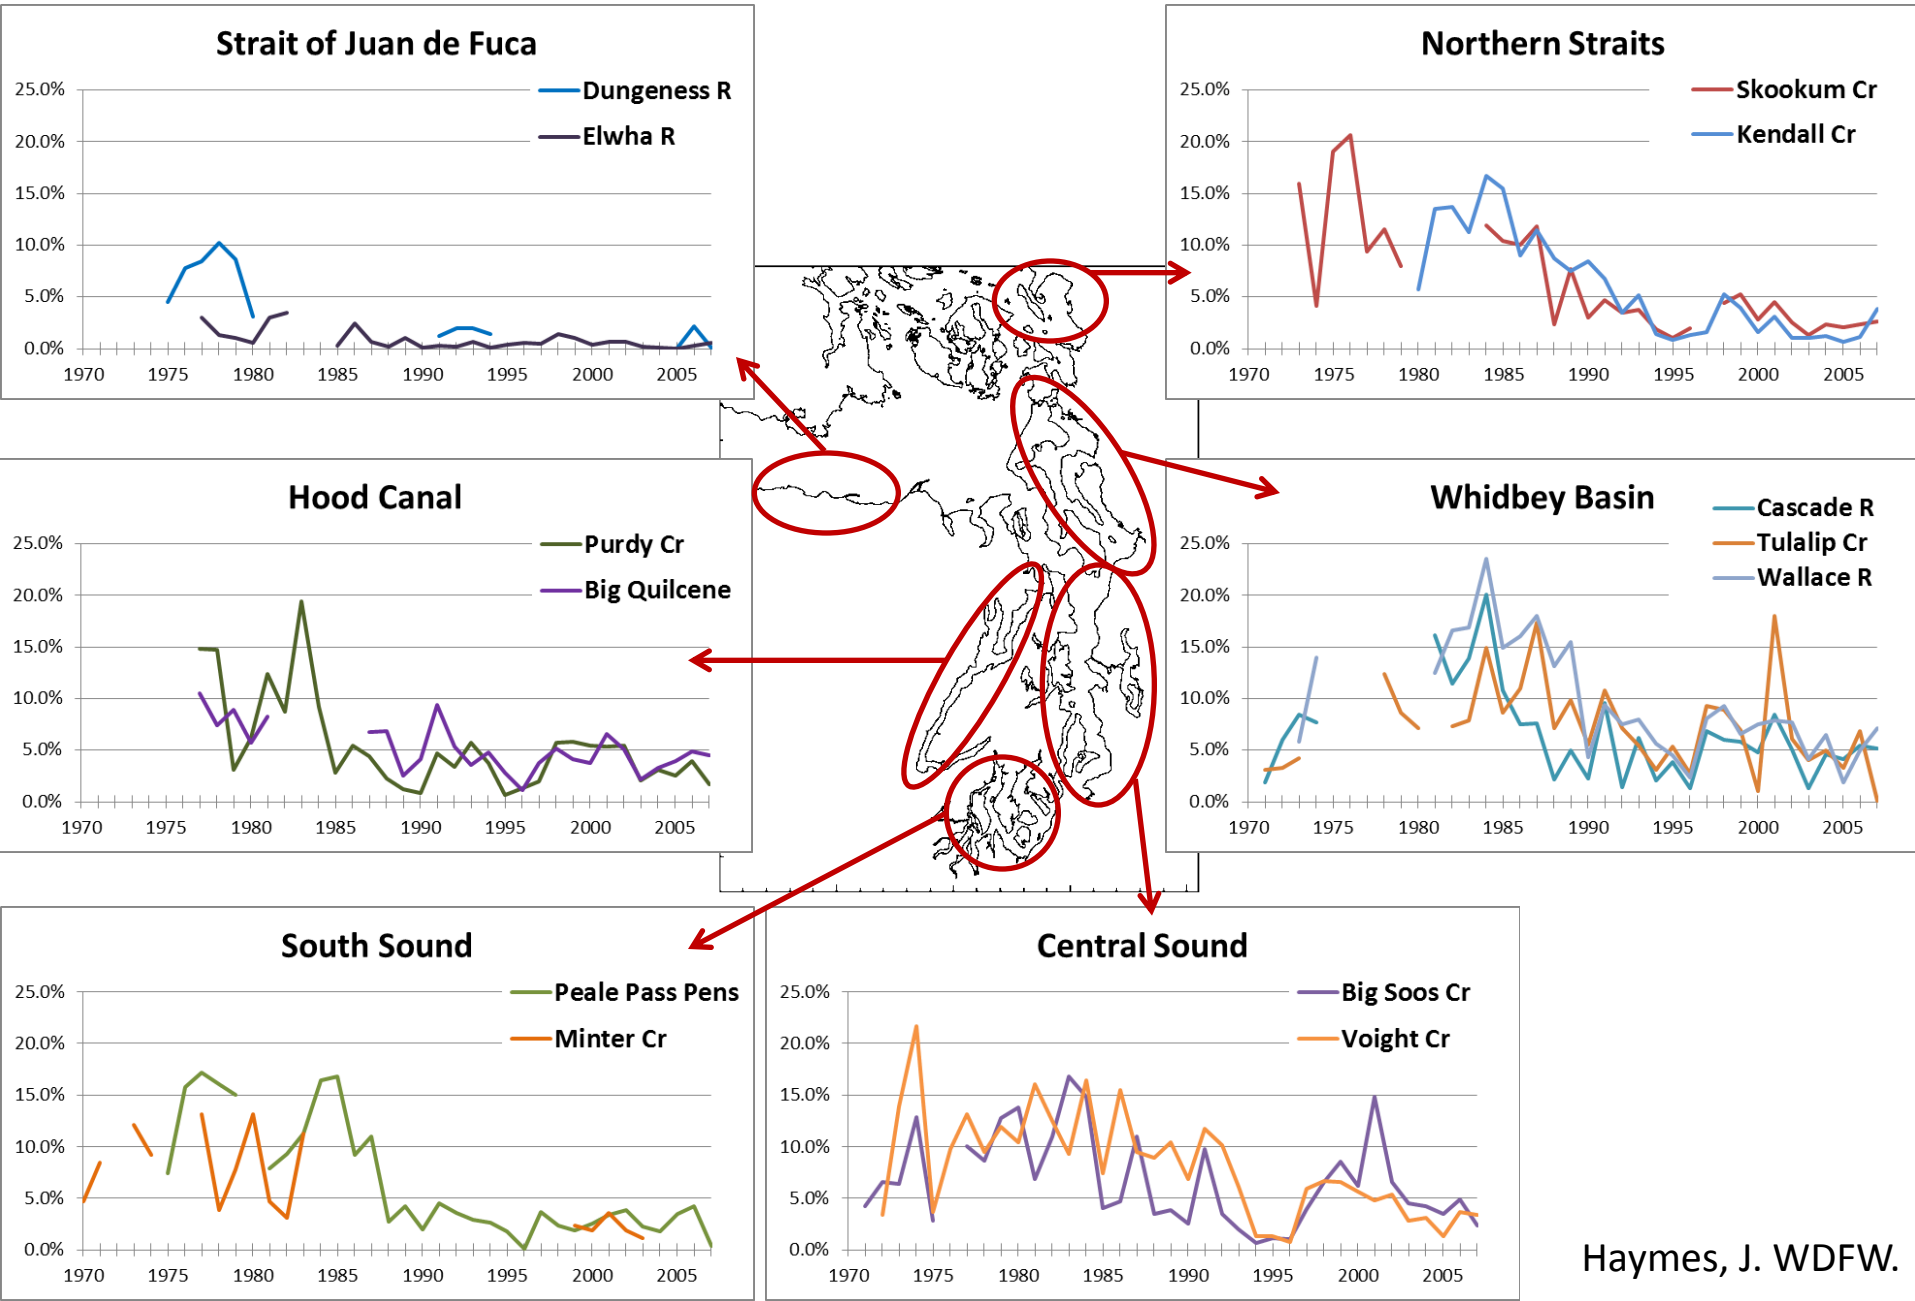 Strait of Juan de Fuca
Dungeness R
Elwha R
25.0%
20.0%
15.0%
10.0%
5.0%
0.0%
1970 1975 1980 1985 1990 1995 2000 2005
Northern Straits
Skookum Cr
Kendall Cr
25.0%
20.0%
15.0%
10.0%
5.0%
0.0%
1970 1975 1980 1985 1990 1995 2000 2005
Hood Canal
Purdy Cr
Big Quilcene
25.0%
20.0%
15.0%
10.0%
5.0%
0.0%
1970 1975 1980 1985 1990 1995 2000 2005
Whidbey Basin
Cascade R
Tulalip Cr
Wallace R
25.0%
20.0%
15.0%
10.0%
5.0%
0.0%
1970 1975 1980 1985 1990 1995 2000 2005
South Sound
Peale Pass Pens
Minter Cr
25.0%
20.0%
15.0%
10.0%
5.0%
0.0%
1970 1975 1980 1985 1990 1995 2000 2005
Central Sound
Big Soos Cr
Voight Cr
25.0%
20.0%
15.0%
10.0%
5.0%
0.0%
1970 1975 1980 1985 1990 1995 2000 2005
Haymes, J. WDFW.